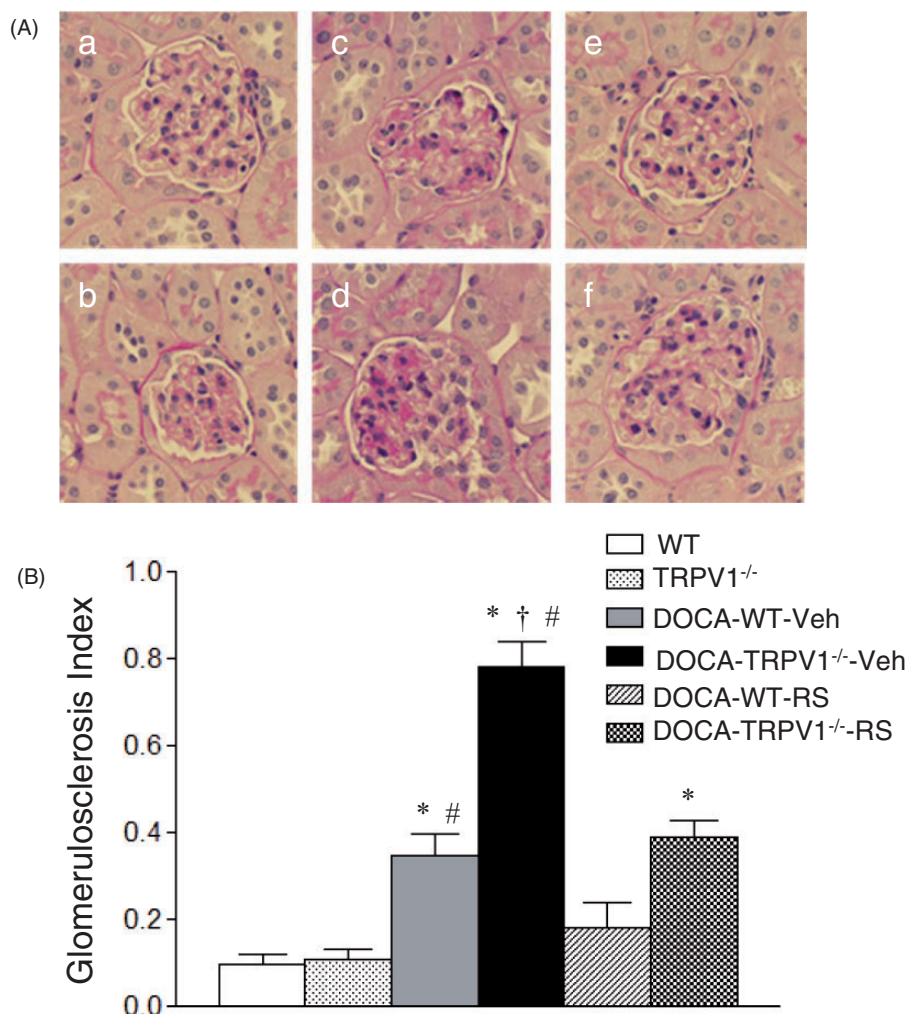 (A)
a
c
e
b
d
f
(B)
WT
TRPV1-/-
DOCA-WT-Veh
DOCA-TRPV1-/--Veh
DOCA-WT-RS
DOCA-TRPV1-/--RS
Glomerulosclerosis Index
1.0
0.8
0.6
0.4
0.2
0.0
* #
* † #
*